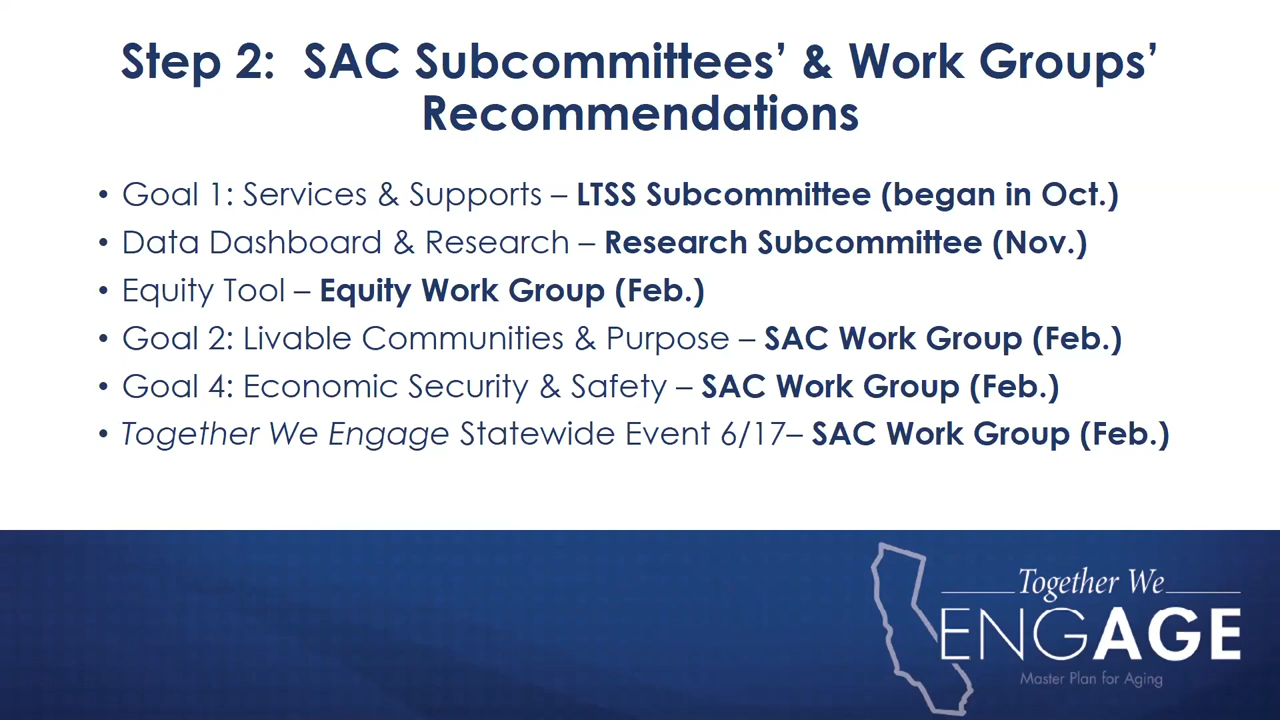 Step 2: SAC Subcommittees’ & Work Groups’
Recommendations
• Goal 1: Services & Supports – LTSS Subcommittee (began in Oct.)
• Data Dashboard & Research – Research Subcommittee (Nov.)
• Equity Tool – Equity Work Group (Feb.)
• Goal 2: Livable Communities & Purpose – SAC Work Group (Feb.)
• Goal 4: Economic Security & Safety – SAC Work Group (Feb.)
• Together We Engage Statewide Event 6/17– SAC Work Group (Feb.)
Together We
ENGAGE
Master Plan for Aging